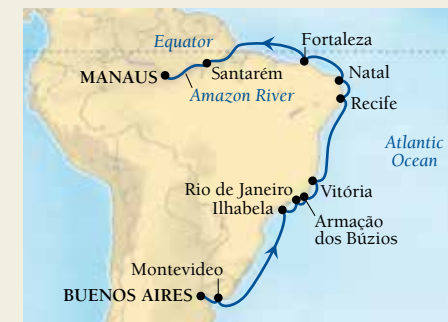 Fortaleza
Equator
MANAUS
Santarém
Natal
Amazon River
Recife
Atlantic
Ocean
Rio de Janeiro
Vitória
Ilhabela
Armação
dos Búzios
Montevideo
BUENOS AIRES